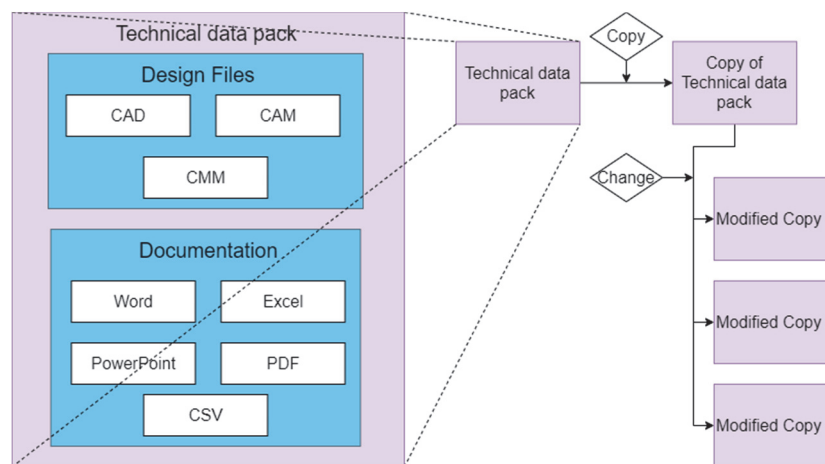 Technical data pack
Design Files
CAD
CAM
CMM
Documentation
Word
Excel
PowerPoint
PDF
CSV
Technical data
pack
Copy
Copy of
Technical data
pack
Change
Modified Copy
Modified Copy
Modified Copy